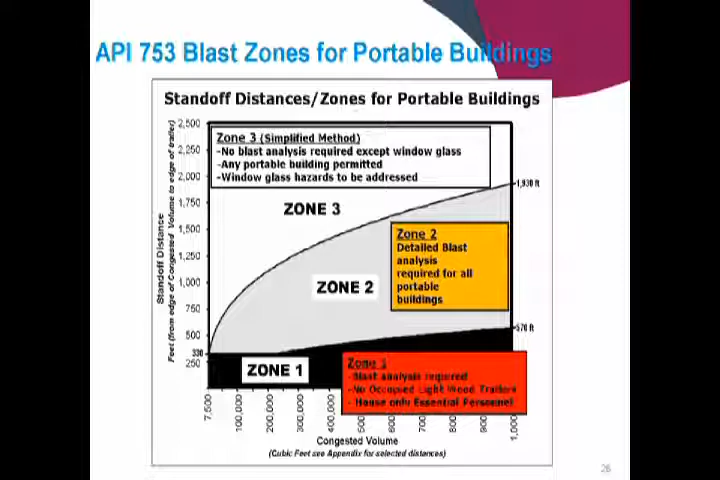 API 753 Blast Zones for Portable Buildings
Standoff Distances/Zones for Portable Buildings
Standoff Distance
Feet (from edge of Congested Volume to edge of trailer)
2,500
2,250
2,000
1,750
1,500
1,250
1,000
750
500
330
250
Zone 3 (Simplified Method)
-No blast analysis required except window glass
-Any portable building permitted
-Window glass hazards to be addressed
1,930 ft
ZONE 3
Zone 2
Detailed Blast
analysis
required for all
portable
buildings
ZONE 2
570 ft
ZONE 1
Zone 1
-Blast analysis required
-No Occupied Light Wood Trailers
- House only Essential Personnel
7,500
100,000
200,000
300,000
400,000
500
600
700
800
900
1,000
Congested Volume
(Cubic Feet see Appendix for selected distances)
26